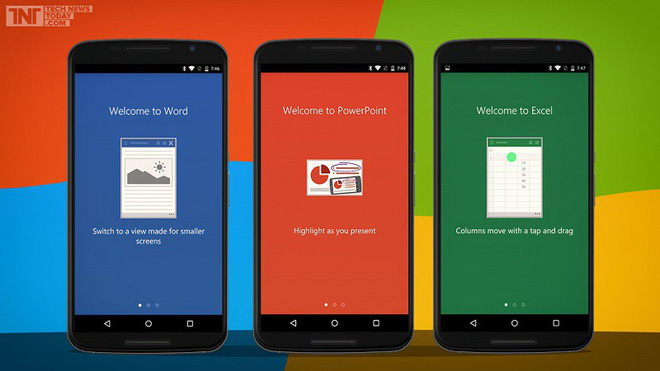 TNT
TECH NEWS
TODAY
.COM
7:46
Welcome to Word
Switch to a view made for smaller
screens
7:48
Welcome to PowerPoint
Highlight as you present
7:47
Welcome to Excel
Columns move with a tap and drag